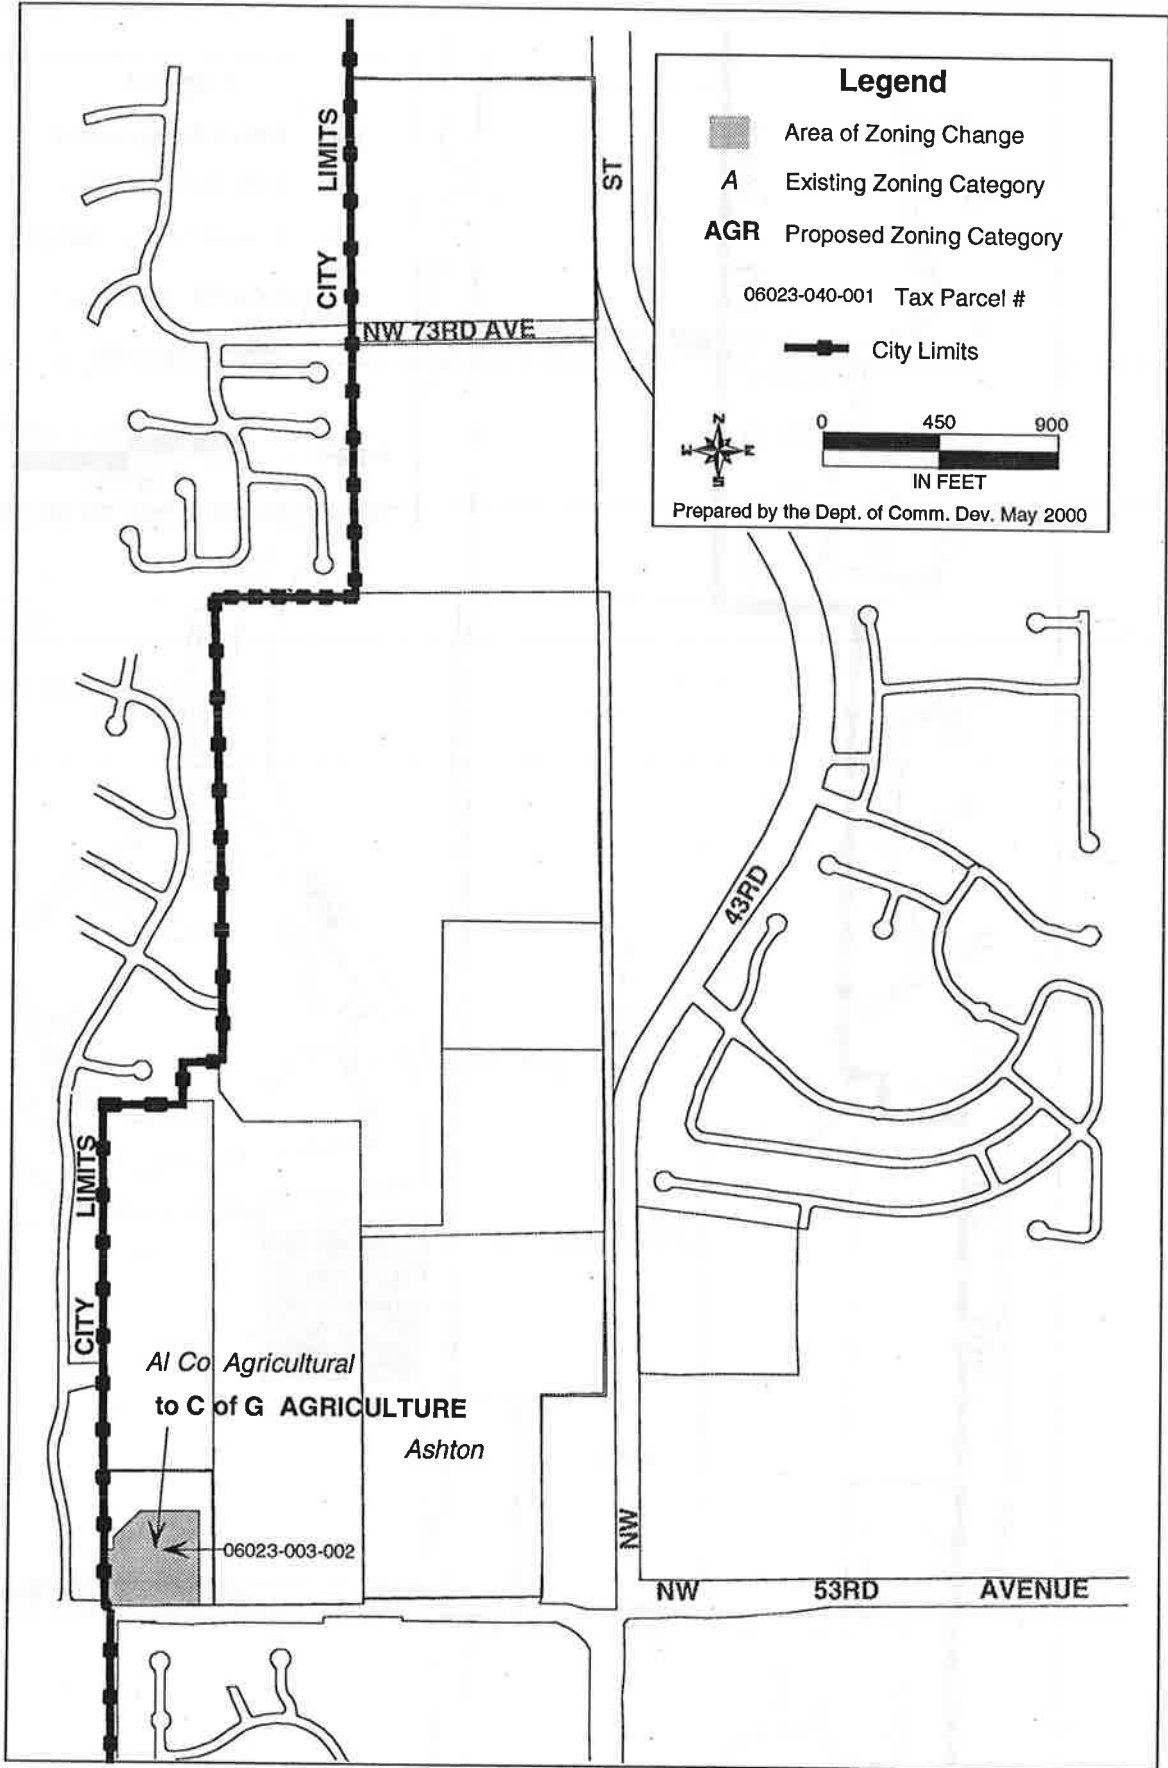 Legend
Area of Zoning Change
A Existing Zoning Category
AGR Proposed Zoning Category
06023-040-001 Tax Parcel #
City Limits
N
W E
S
0 450 900
IN FEET
Prepared by the Dept. of Comm. Dev. May 2000
CITY LIMITS
ST
NW 73RD AVE
43RD
CITY LIMITS
Al Co Agricultural
to C of G AGRICULTURE
Ashton
06023-003-002
NW
NW 53RD AVENUE